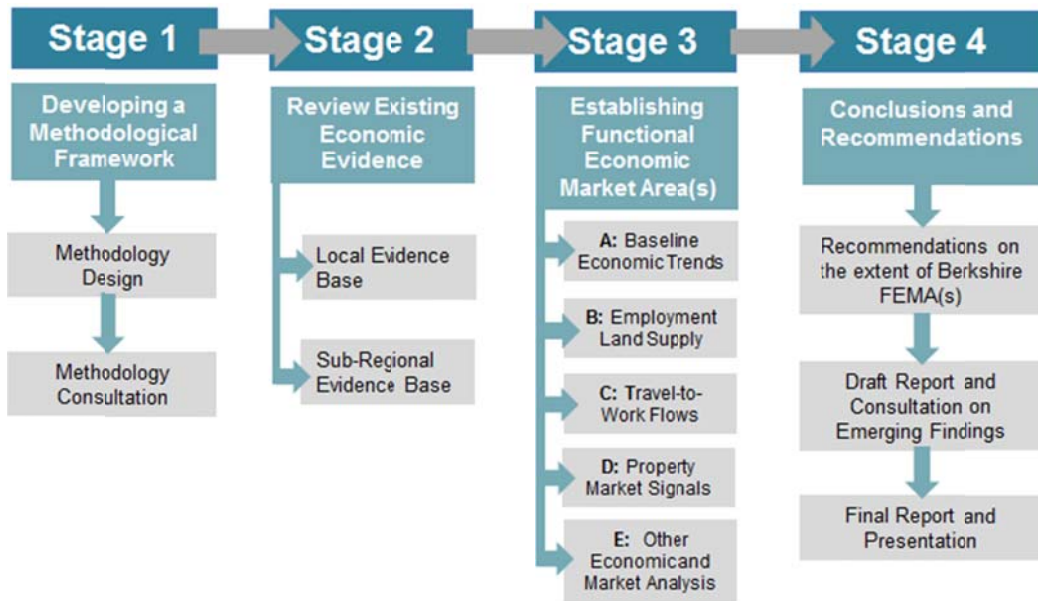 Stage 1
Developing a
Methodological
Framework
Methodology
Design
Methodology
Consultation
Stage 2
Review Existing
Economic
Evidence
Local Evidence
Base
Sub-Regional
Evidence Base
Stage 3
Establishing
Functional
Economic
Market Area(s)
A: Baseline
Economic Trends
B: Employment
Land Supply
C: Travel-to-
Work Flows
D: Property
Market Signals
E: Other
Economic and
Market Analysis
Stage 4
Conclusions and
Recommendations
Recommendations on
the extent of Berkshire
FEMA(s)
Draft Report and
Consultation on
Emerging Findings
Final Report and
Presentation